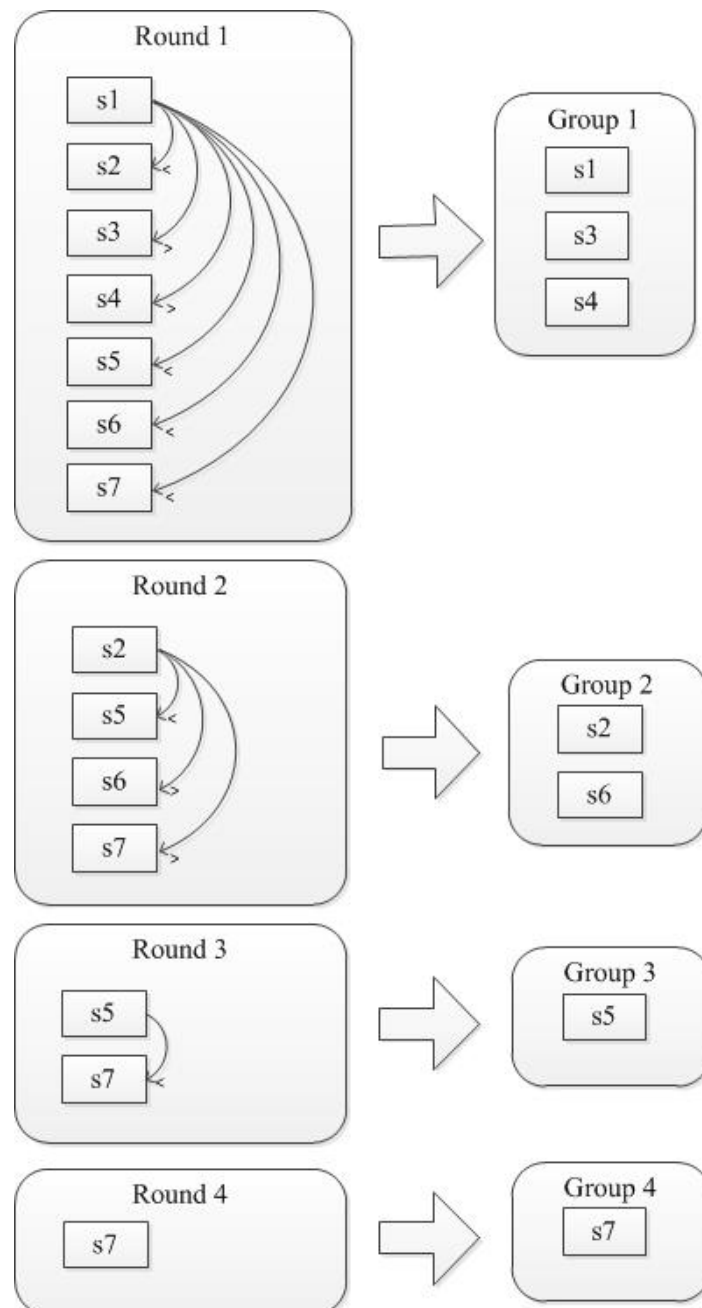 Round 1
s1
s2
<
s3
>
s4
>
s5
<
s6
<
s7
<
Group 1
s1
s3
s4
Round 2
s2
s5
<
s6
>
s7
>
Group 2
s2
s6
Round 3
s5
s7
<
Group 3
s5
Round 4
s7
Group 4
s7